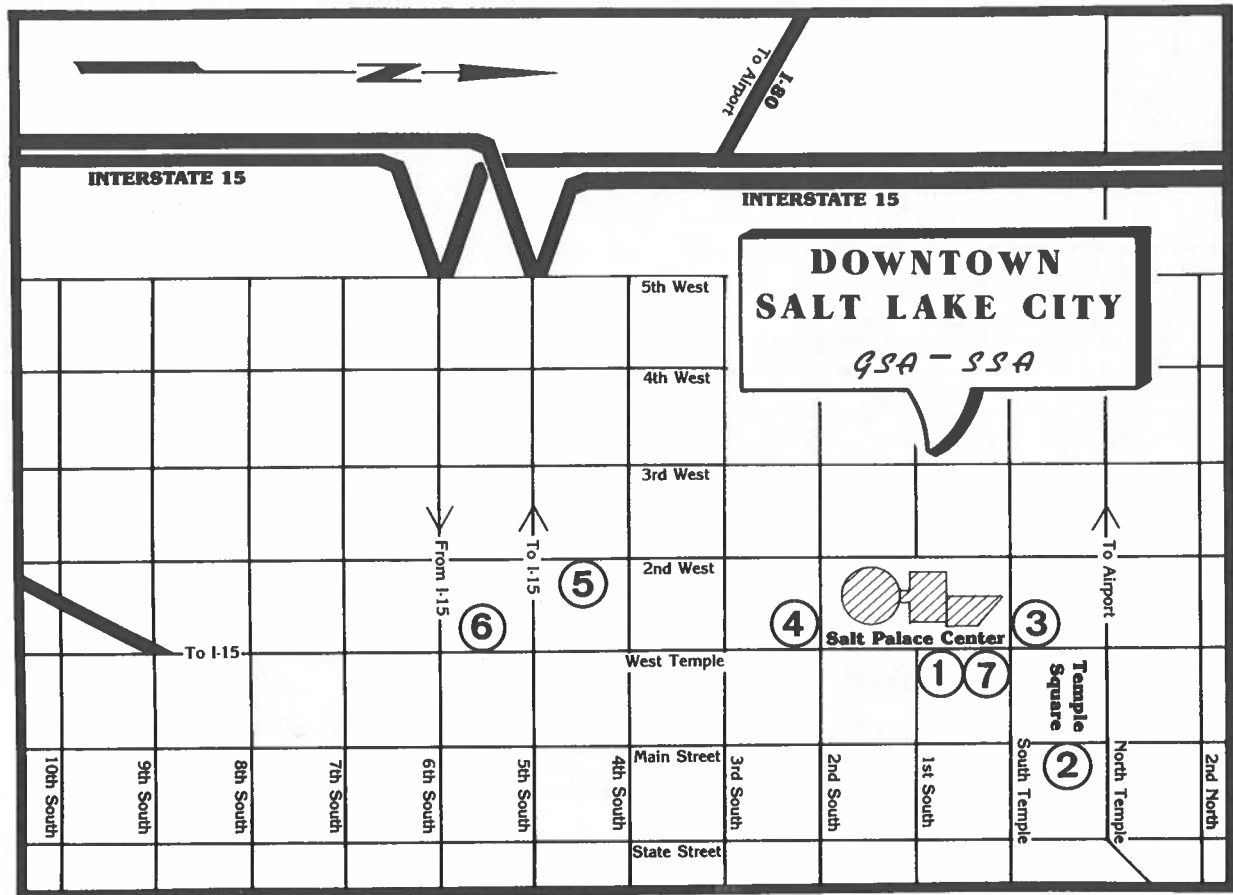 N
To Airport
I-80
INTERSTATE 15
INTERSTATE 15
DOWNTOWN
SALT LAKE CITY
GSA - SSA
5th West
4th West
3rd West
From I-15
To I-15
To Airport
2nd West
5
6
4
3
Salt Palace Center
To I-15
West Temple
1
7
Temple
Square
2
Main Street
10th South
9th South
8th South
7th South
6th South
5th South
4th South
3rd South
2nd South
1st South
South Temple
North Temple
2nd North
State Street